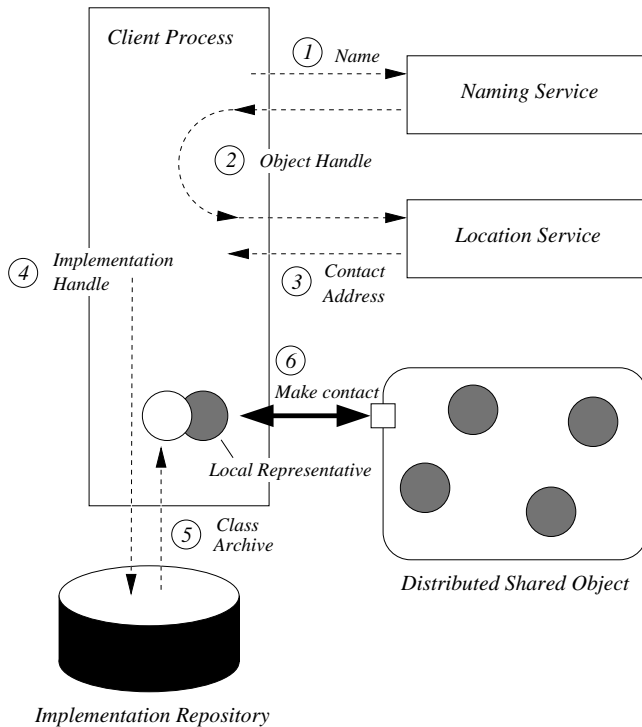 Client Process
1 Name
Naming Service
2 Object Handle
Location Service
4 Implementation
Handle
3 Contact
Address
6
Make contact
Local Representative
5 Class
Archive
Distributed Shared Object
Implementation Repository